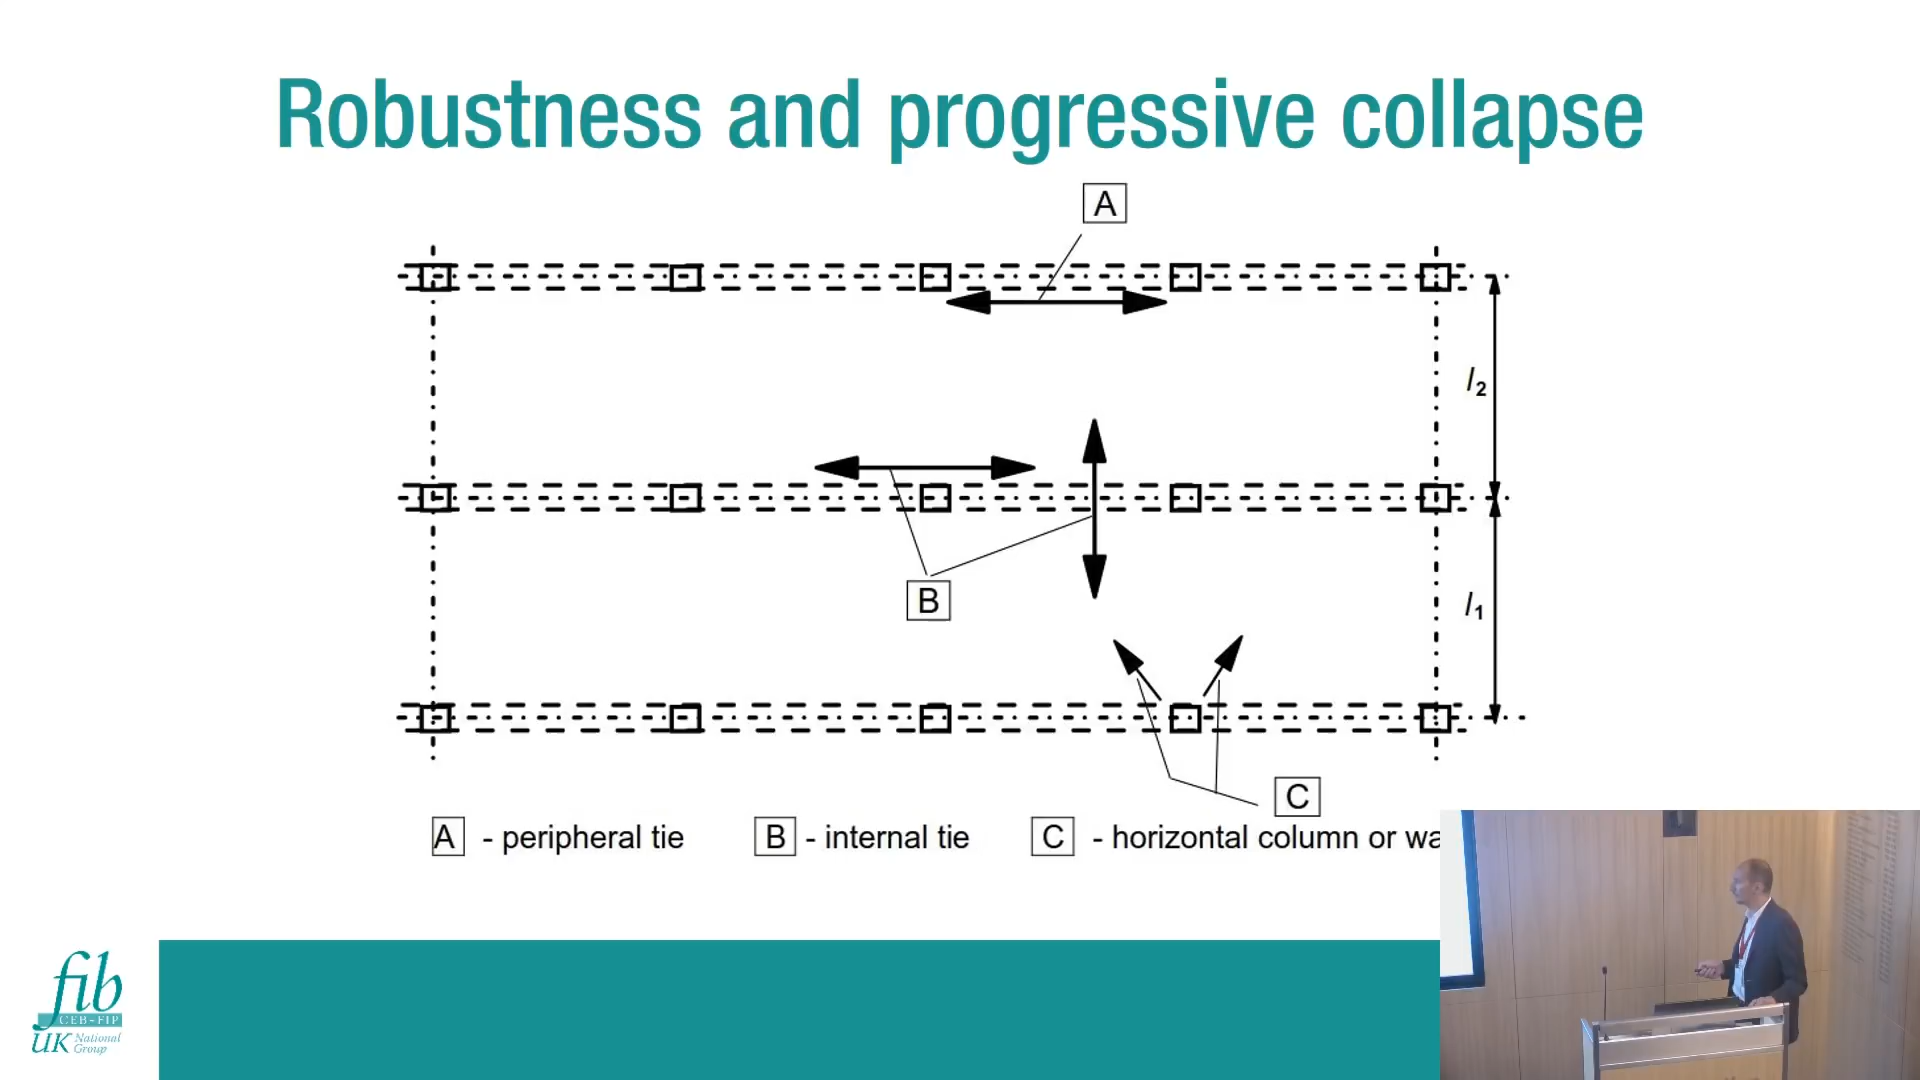 Robustness and progressive collapse
A
l2
B
l1
C
A - peripheral tie
B - internal tie
C - horizontal column or wa
fib
CEB-FIP
UK National
Group